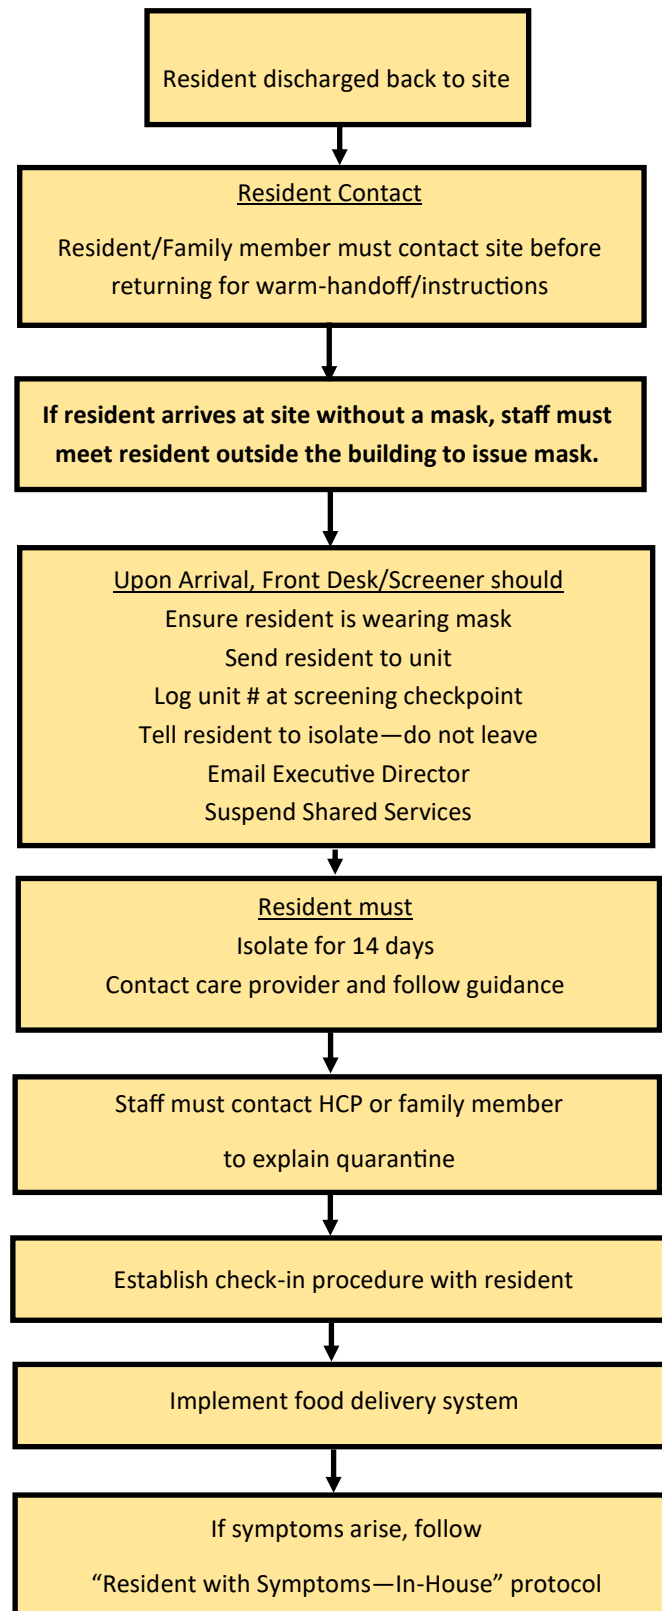 Resident discharged back to site
Resident Contact
Resident/Family member must contact site before
returning for warm-handoff/instructions
If resident arrives at site without a mask, staff must
meet resident outside the building to issue mask.
Upon Arrival, Front Desk/Screener should
Ensure resident is wearing mask
Send resident to unit
Log unit # at screening checkpoint
Tell resident to isolate—do not leave
Email Executive Director
Suspend Shared Services
Resident must
Isolate for 14 days
Contact care provider and follow guidance
Staff must contact HCP or family member
to explain quarantine
Establish check-in procedure with resident
Implement food delivery system
If symptoms arise, follow
“Resident with Symptoms—In-House” protocol